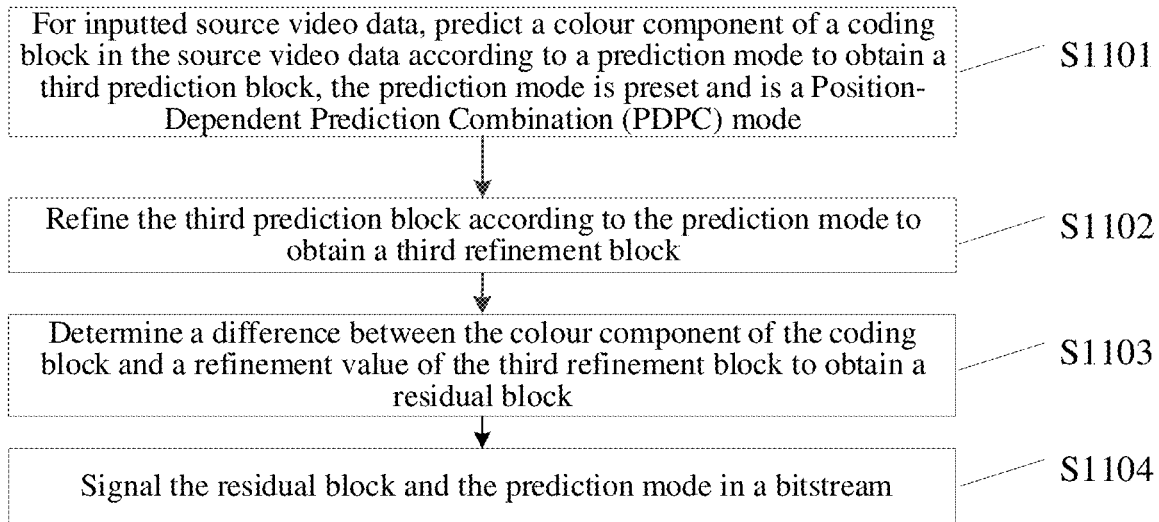 For inputted source video data, predict a colour component of a coding
block in the source video data according to a prediction mode to obtain a
third prediction block, the prediction mode is preset and is a Position-
Dependent Prediction Combination (PDPC) mode
S1101
Refine the third prediction block according to the prediction mode to
obtain a third refinement block
S1102
Determine a difference between the colour component of the coding
block and a refinement value of the third refinement block to obtain a
residual block
S1103
Signal the residual block and the prediction mode in a bitstream
S1104